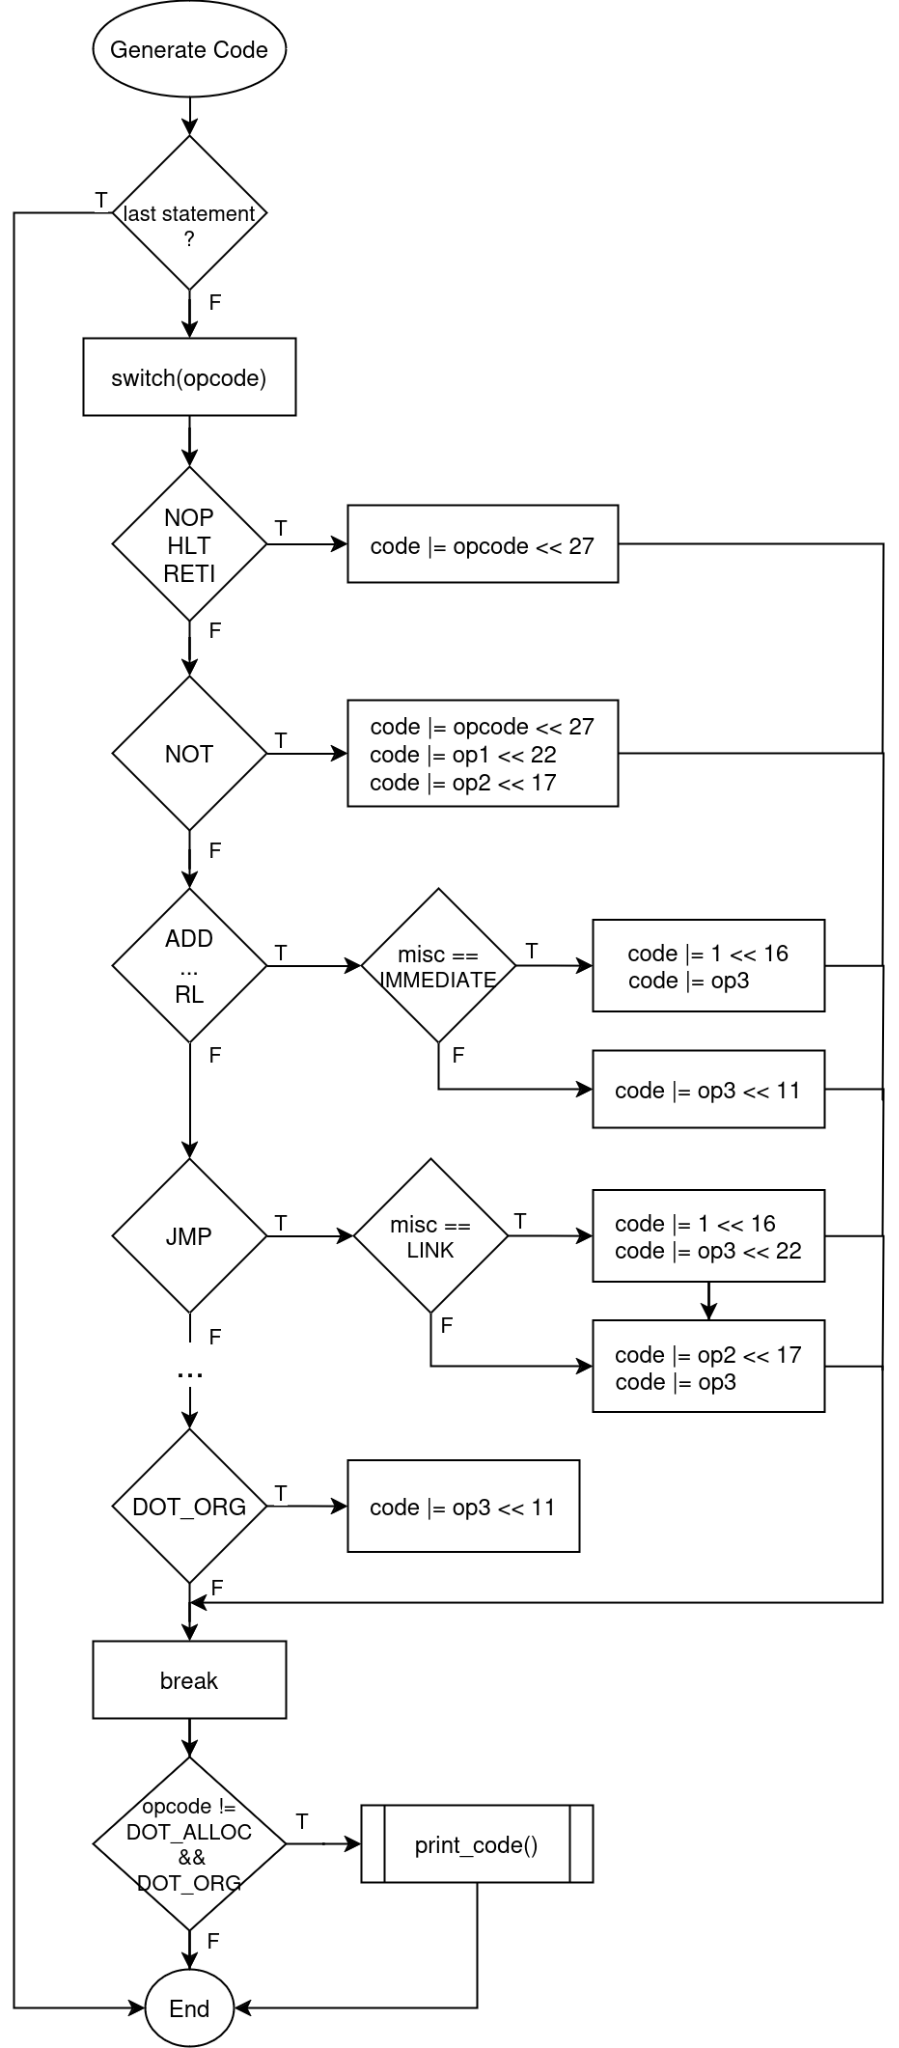 Generate Code
T
last statement
?
F
switch(opcode)
NOP
HLT
RETI
T
code |= opcode << 27
F
NOT
T
code |= opcode << 27
code |= op1 << 22
code |= op2 << 17
F
ADD
...
RL
T
misc ==
IMMEDIATE
T
code |= 1 << 16
code |= op3
F
F
code |= op3 << 11
JMP
T
misc ==
LINK
T
code |= 1 << 16
code |= op3 << 22
F
F
code |= op2 << 17
code |= op3
...
DOT_ORG
T
code |= op3 << 11
F
break
opcode !=
DOT_ALLOC
&&
DOT_ORG
T
print_code()
F
End